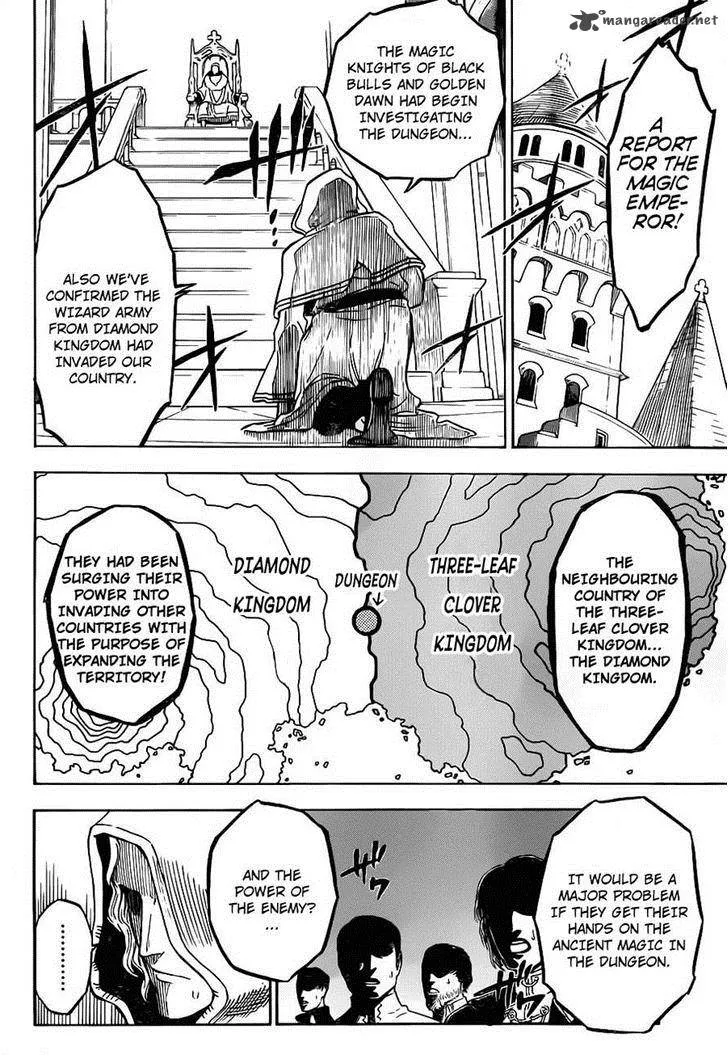 mangareader.net
A
REPORT
FOR THE
MAGIC
EMPE-
ROR!
THE MAGIC
KNIGHTS OF BLACK
BULLS AND GOLDEN
DAWN HAD BEGIN
INVESTIGATING
THE DUNGEON...
ALSO WE'VE
CONFIRMED THE
WIZARD ARMY
FROM DIAMOND
KINGDOM HAD
INVADED OUR
COUNTRY.
THE
NEIGHBOURING
COUNTRY OF
THE THREE-
LEAF CLOVER
KINGDOM...
THE DIAMOND
KINGDOM.
THREE-LEAF
CLOVER
KINGDOM
DUNGEON
DIAMOND
KINGDOM
THEY HAD BEEN
SURGING THEIR
POWER INTO
INVADING OTHER
COUNTRIES WITH
THE PURPOSE OF
EXPANDING THE
TERRITORY!
IT WOULD BE A
MAJOR PROBLEM
IF THEY GET THEIR
HANDS ON THE
ANCIENT MAGIC IN
THE DUNGEON.
AND THE
POWER OF
THE ENEMY?
...
..........